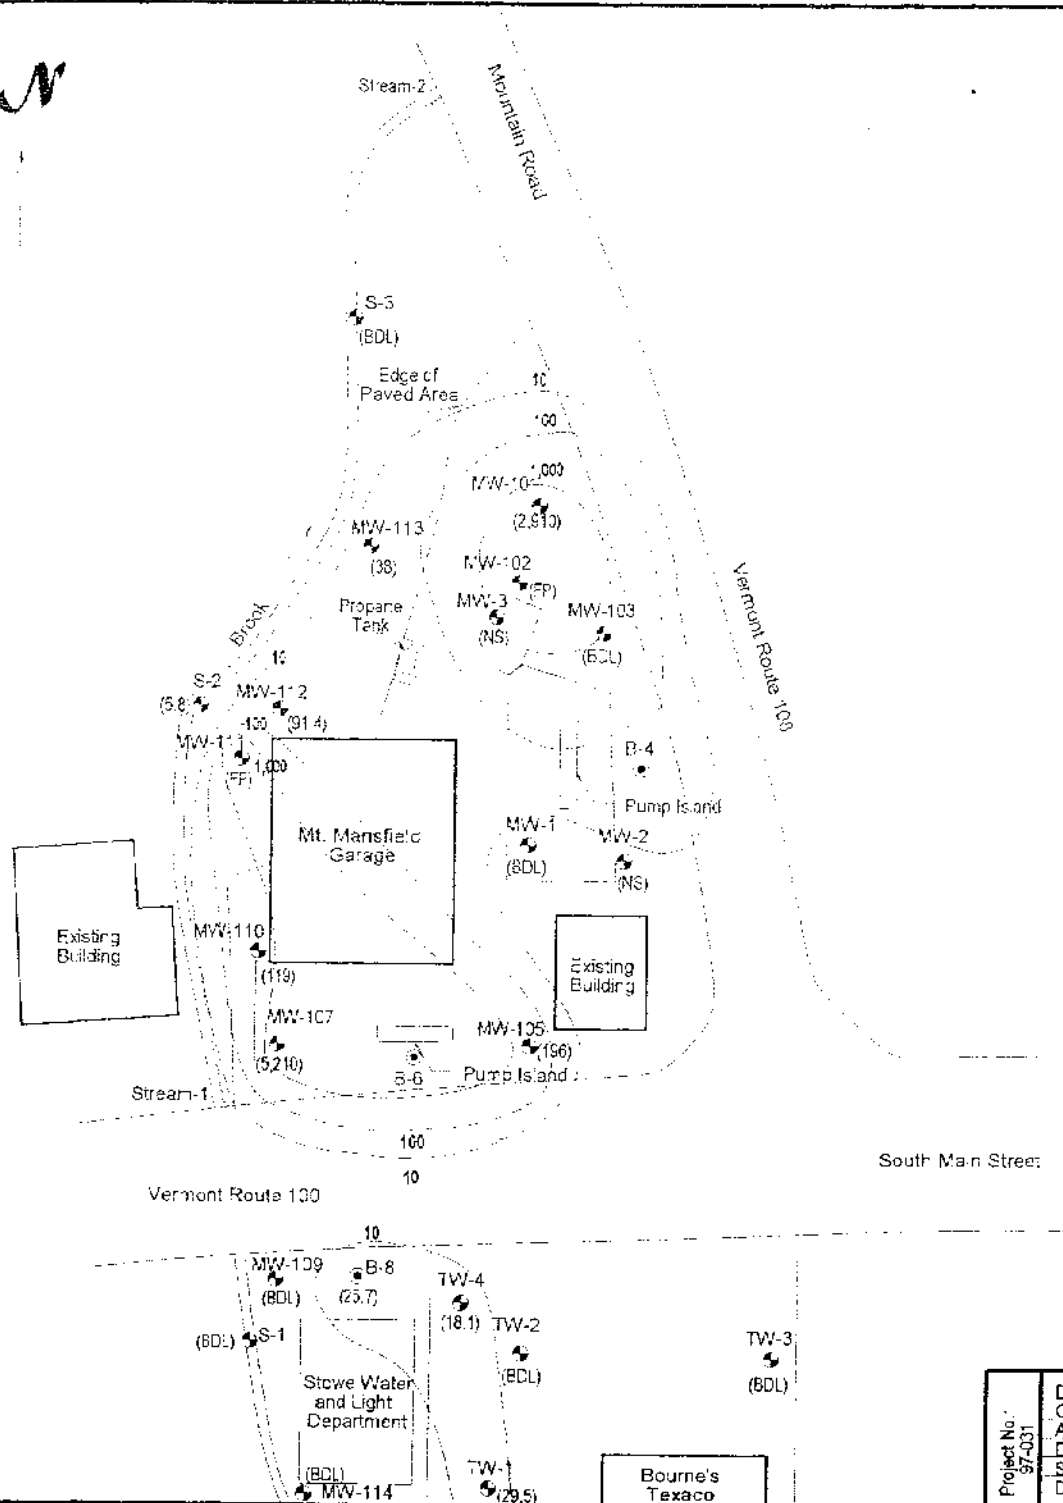 N
Stream-2
Mountain Road
S-3
(BDL)
Edge of
Paved Area
10
100
1,000
MW-10
(2,910)
MW-113
(38)
MW-102
(FP)
MW-3
(NS)
MW-103
(BDL)
Propane
Tank
Brook
Vermont Route 108
10
S-2
(6.8)
MW-112
(91.4)
100
MW-111
(FP)
1,000
B-4
Pump Island
Mt. Mansfield
Garage
MW-1
(BDL)
MW-2
(NS)
Existing
Building
MW-110
(119)
Existing
Building
MW-107
(5,210)
MW-105
(196)
B-6
Pump Island
Stream-1
100
10
South Main Street
Vermont Route 100
10
MW-109
(BDL)
B-8
(25.7)
TW-4
(18.1)
TW-2
(BDL)
TW-3
(BDL)
(BDL)
S-1
Stowe Water
and Light
Department
(BDL)
MW-114
TW-1
(29.5)
Bourne's
Texaco
Project No.:
97-031